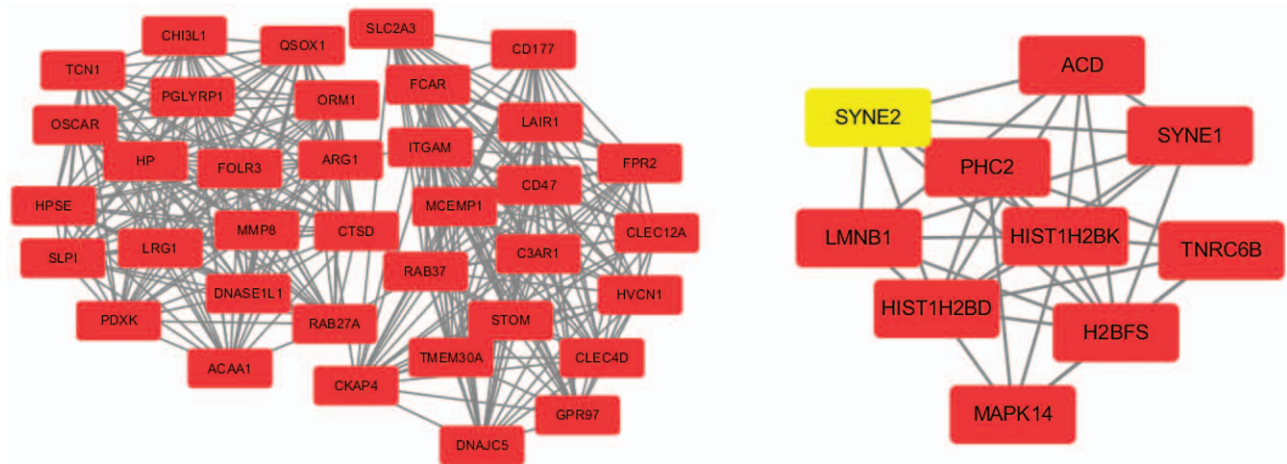 SLC2A3
CHI3L1
QSOX1
CD177
TCN1
FCAR
PGLYRP1
ORM1
OSCAR
LAIR1
ITGAM
HP
FOLR3
ARG1
FPR2
CD47
HPSE
MCEMP1
MMP8
CTSD
CLEC12A
LRG1
C3AR1
SLPI
RAB37
DNASE1L1
HVCN1
PDXK
RAB27A
STOM
TMEM30A
CLEC4D
ACAA1
CKAP4
GPR97
DNAJC5
ACD
SYNE2
SYNE1
PHC2
LMNB1
HIST1H2BK
TNRC6B
HIST1H2BD
H2BFS
MAPK14